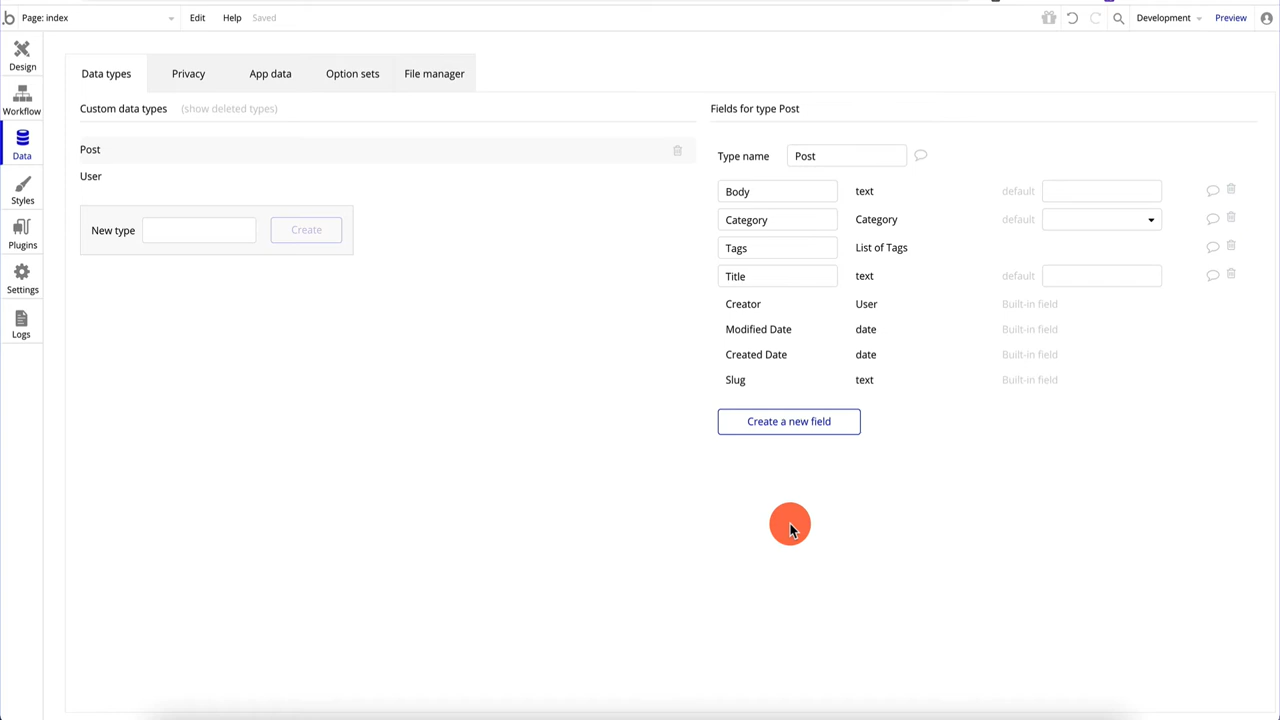 b Page: index Edit Help Saved Development Preview
Design
Workflow
Data
Styles
Plugins
Settings
Logs
Data types Privacy App data Option sets File manager
Custom data types (show deleted types)
Post
User
New type Create
Fields for type Post
Type name Post
Body text default
Category Category default
Tags List of Tags
Title text default
Creator User Built-in field
Modified Date date Built-in field
Created Date date Built-in field
Slug text Built-in field
Create a new field